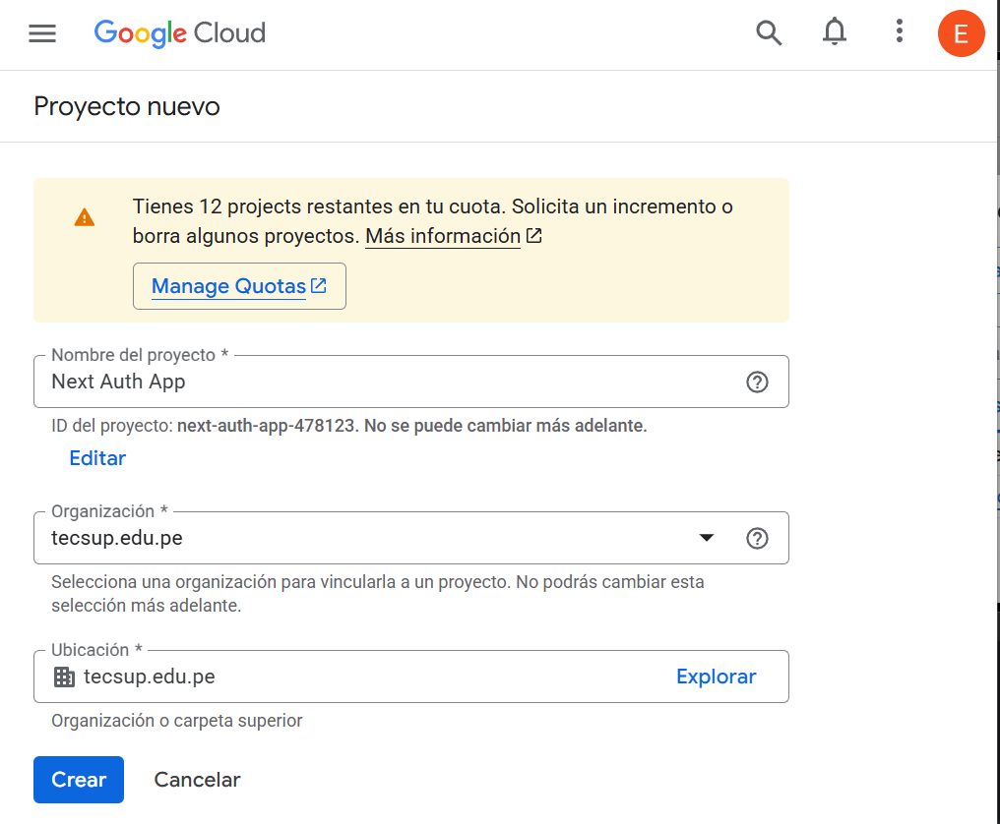 Google Cloud
E
Proyecto nuevo
Tienes 12 projects restantes en tu cuota. Solicita un incremento o
borra algunos proyectos. Más información
Manage Quotas
Nombre del proyecto *
Next Auth App
ID del proyecto: next-auth-app-478123. No se puede cambiar más adelante.
Editar
Organización *
tecsup.edu.pe
Selecciona una organización para vincularla a un proyecto. No podrás cambiar esta
selección más adelante.
Ubicación *
tecsup.edu.pe Explorar
Organización o carpeta superior
Crear Cancelar